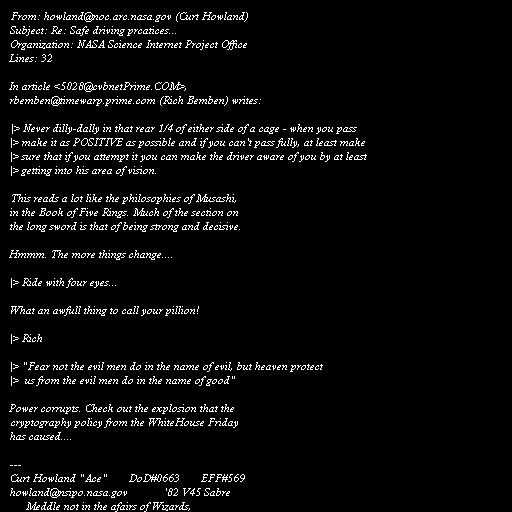 From: howland@noc.arc.nasa.gov (Curt Howland)
Subject: Re: Safe driving prcatices...
Organization: NASA Science Internet Project Office
Lines: 32

In article <5028@cvbnetPrime.COM>,
rbemben@timewarp.prime.com (Rich Bemben) writes:

|> Never dilly-dally in that rear 1/4 of either side of a cage - when you pass
|> make it as POSITIVE as possible and if you can't pass fully, at least make
|> sure that if you attempt it you can make the driver aware of you by at least
|> getting into his area of vision.

This reads a lot like the philosophies of Musashi,
in the Book of Five Rings. Much of the section on
the long sword is that of being strong and decisive.

Hmmm. The more things change....

|> Ride with four eyes...

What an awfull thing to call your pillion!

|> Rich

|> "Fear not the evil men do in the name of evil, but heaven protect
|>  us from the evil men do in the name of good"

Power corrupts. Check out the explosion that the
cryptography policy from the WhiteHouse Friday
has caused....

---
Curt Howland "Ace"       DoD#0663       EFF#569
howland@nsipo.nasa.gov            '82 V45 Sabre
     Meddle not in the afairs of Wizards,